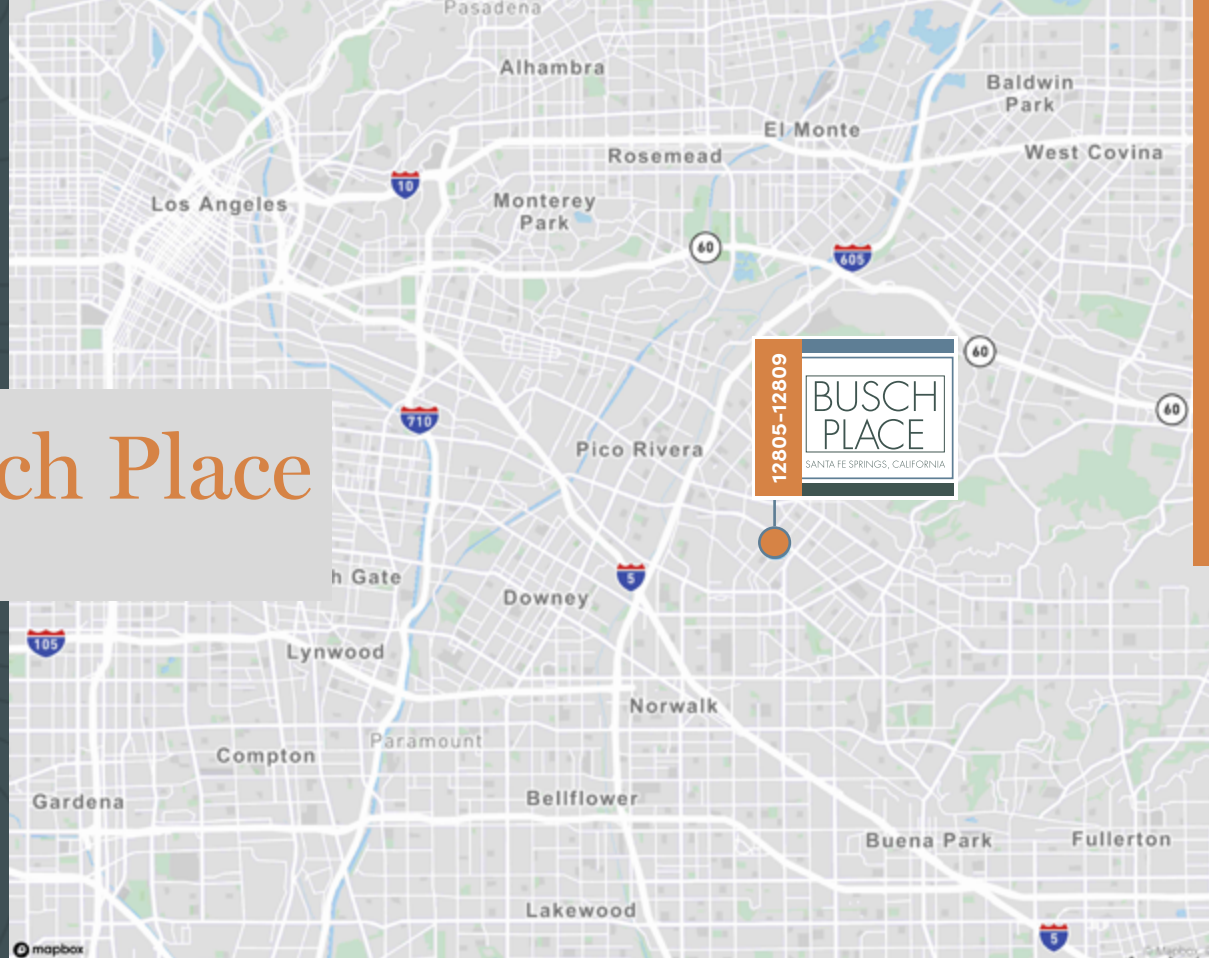 Pasadena
Alhambra
Baldwin
Park
El Monte
Rosemead
West Covina
10
Los Angeles
Monterey
Park
60
605
60
12805-12809
BUSCH
PLACE
SANTA FE SPRINGS, CALIFORNIA
60
710
Pico Rivera
ch Place
h Gate
5
Downey
105
Lynwood
Norwalk
Paramount
Compton
Gardena
Bellflower
Buena Park
Fullerton
Lakewood
5
mapbox
© Mapbox